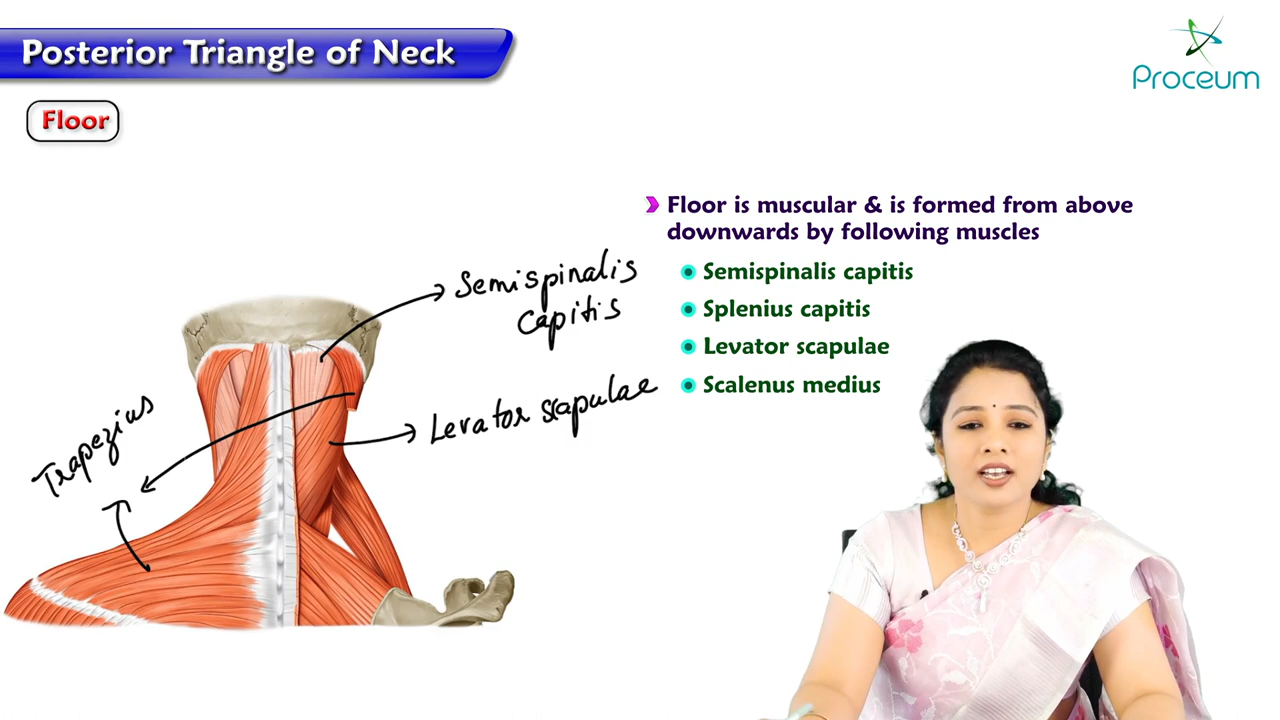 Posterior Triangle of Neck
Proceum
Floor
Floor is muscular & is formed from above
downwards by following muscles
Semispinalis capitis
Splenius capitis
Levator scapulae
Scalenus medius
Semispinalis
Capitis
Levator scapulae
Trapezius